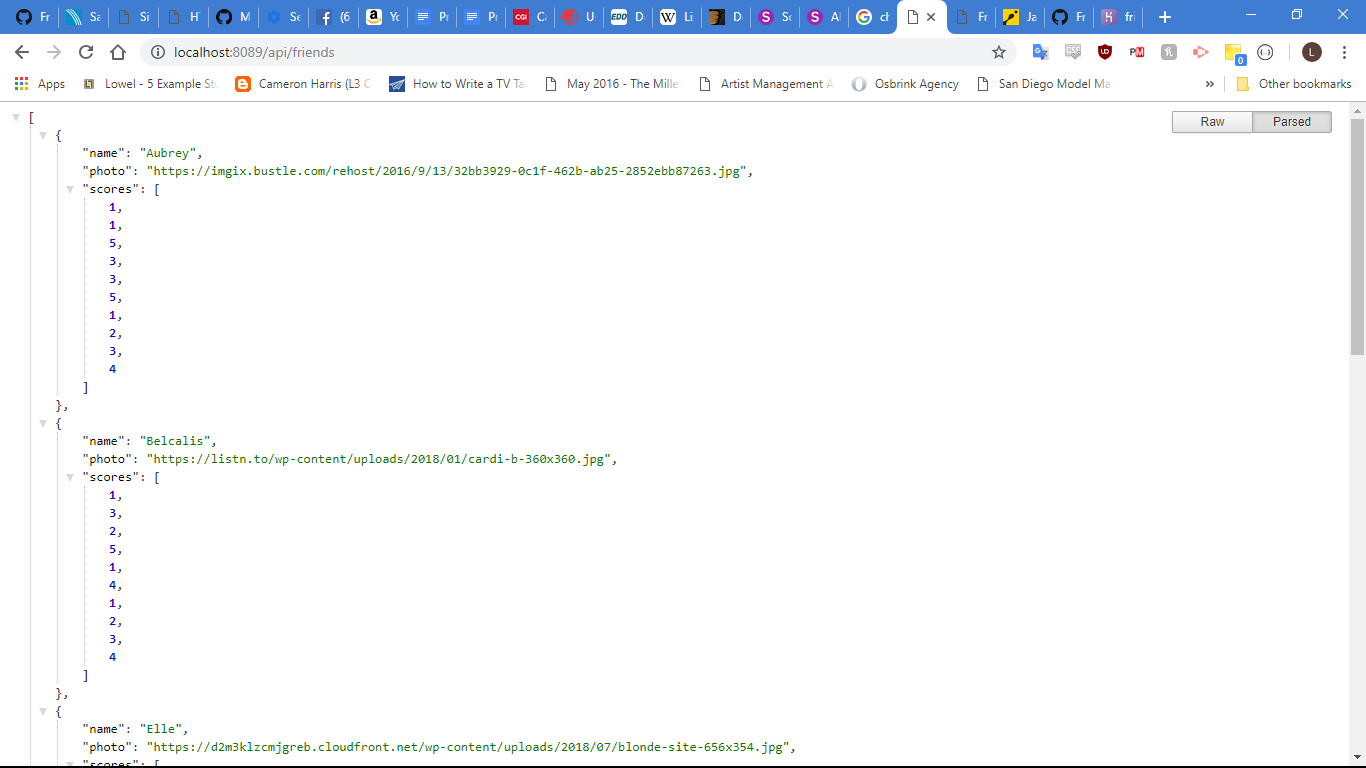 Fr
Sa
Si
H
M
Se
(6
Yo
Pr
Pr
CGI
Ca
U
EDD
D
W
Li
D
S
Sc
S
Al
G
ch
Fr
Ja
Fr
fri
localhost:8089/api/friends
Apps
Lowel - 5 Example Stu
Cameron Harris (L3 C
How to Write a TV Ta
May 2016 - The Mille
Artist Management A
Osbrink Agency
San Diego Model Ma
»
Other bookmarks
Raw
Parsed
[
{
"name": "Aubrey",
"photo": "https://imgix.bustle.com/rehost/2016/9/13/32bb3929-0c1f-462b-ab25-2852ebb87263.jpg",
"scores": [
1,
1,
5,
3,
3,
5,
1,
2,
3,
4
]
},
{
"name": "Belcalis",
"photo": "https://listn.to/wp-content/uploads/2018/01/cardi-b-360x360.jpg",
"scores": [
1,
3,
2,
5,
1,
4,
1,
2,
3,
4
]
},
{
"name": "Elle",
"photo": "https://d2m3klzcmjgreb.cloudfront.net/wp-content/uploads/2018/07/blonde-site-656x354.jpg",
"scores": [